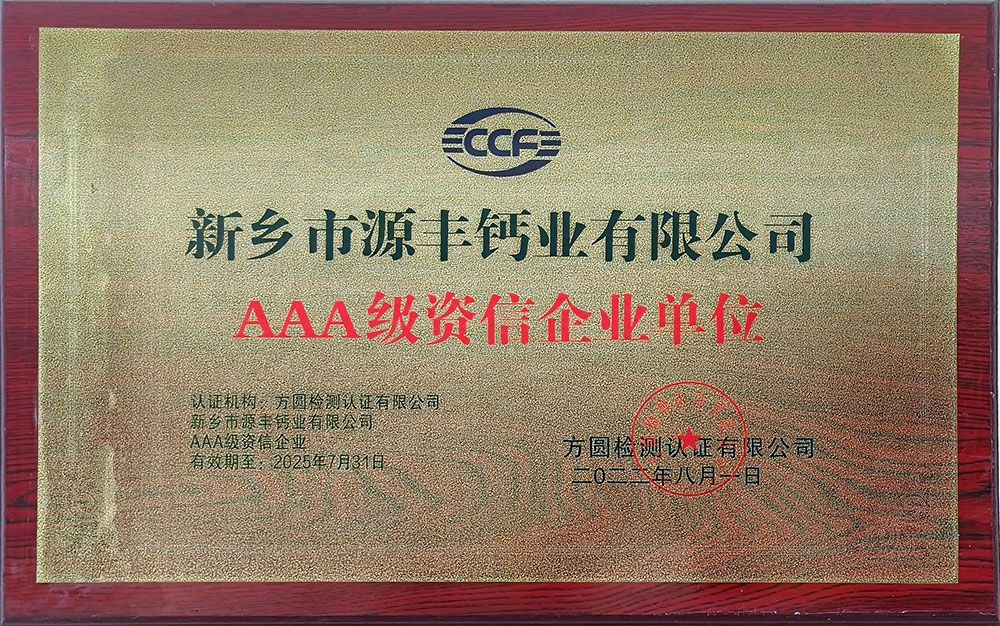 CCF
新乡市源丰钙业有限公司
AAA级资信企业单位
认证机构：方圆检测认证有限公司
新乡市源丰钙业有限公司
AAA级资信企业
有效期至：2025年7月31日
方圆检测认证有限公司
二〇二二年八月一日